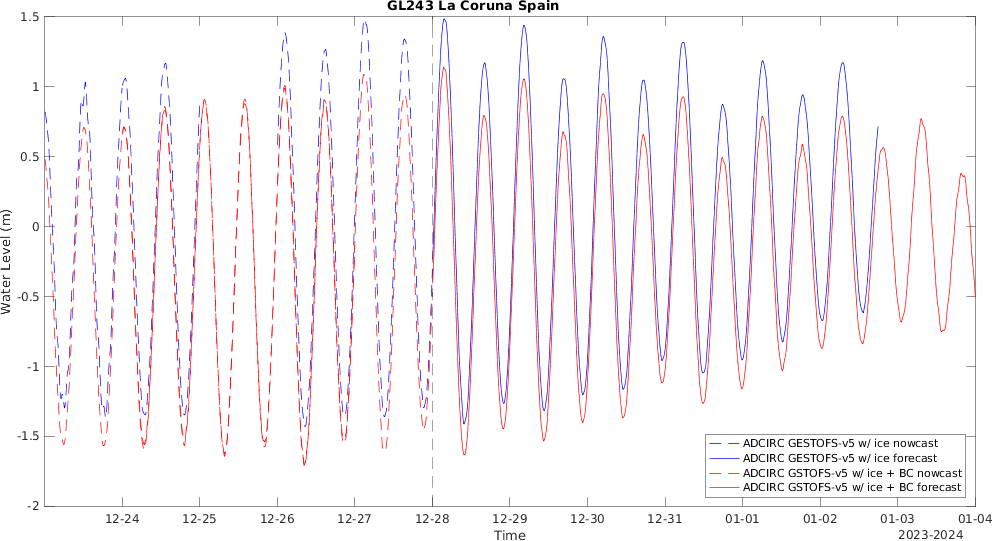 GL243 La Coruna Spain
Water Level (m)
1.5
1
0.5
0
-0.5
-1
-1.5
-2
ADCIRC GESTOFS-v5 w/ ice nowcast
ADCIRC GESTOFS-v5 w/ ice forecast
ADCIRC GSTOFS-v5 w/ ice + BC nowcast
ADCIRC GSTOFS-v5 w/ ice + BC forecast
12-24 12-25 12-26 12-27 12-28 12-29 12-30 12-31 01-01 01-02 01-03 01-04
Time
2023-2024